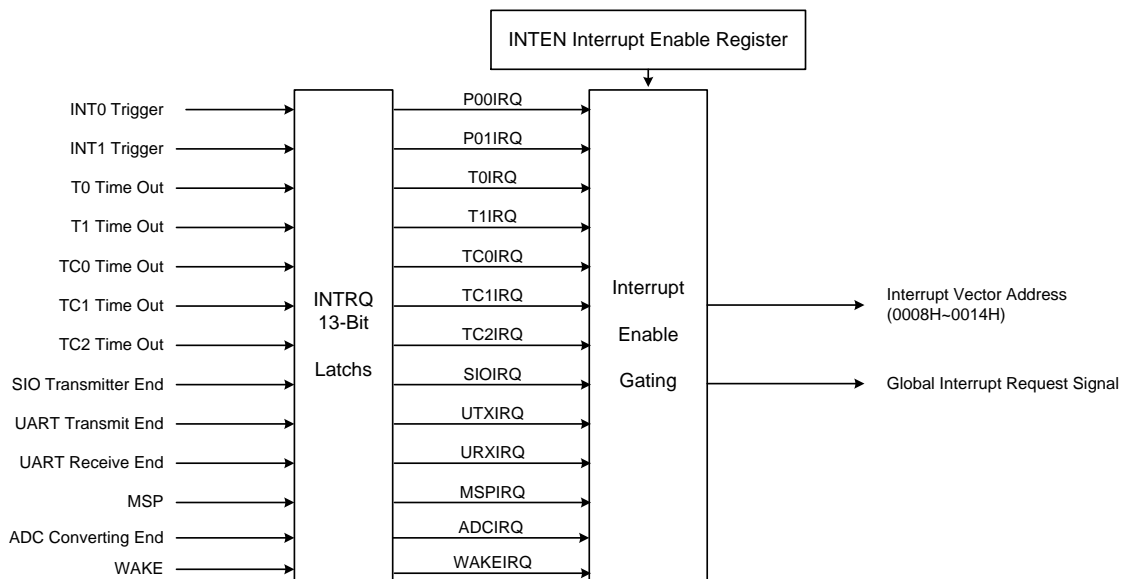 INTEN Interrupt Enable Register
INT0 Trigger
INT1 Trigger
T0 Time Out
T1 Time Out
TC0 Time Out
TC1 Time Out
TC2 Time Out
SIO Transmitter End
UART Transmit End
UART Receive End
MSP
ADC Converting End
WAKE
INTRQ
13-Bit
Latchs
P00IRQ
P01IRQ
T0IRQ
T1IRQ
TC0IRQ
TC1IRQ
TC2IRQ
SIOIRQ
UTXIRQ
URXIRQ
MSPIRQ
ADCIRQ
WAKEIRQ
Interrupt
Enable
Gating
Interrupt Vector Address
(0008H~0014H)
Global Interrupt Request Signal